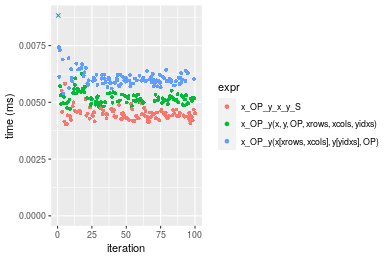 0.0075
0.0050
0.0025
0.0000
time (ms)
0
25
50
75
100
iteration
expr
x_OP_y_x_y_S
x_OP_y(x, y, OP, xrows, xcols, yidxs)
x_OP_y(x[xrows, xcols], y[yidxs], OP)